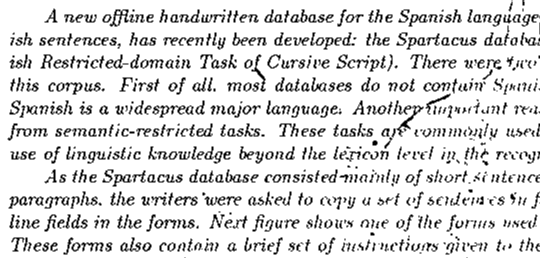 A new offline handwritten database for the Spanish language
ish sentences, has recently been developed: the Spartacus databas
ish Restricted-domain Task of Cursive Script). There were two
this corpus. First of all, most databases do not contain Spani
Spanish is a widespread major language. Another important rea
from semantic-restricted tasks. These tasks are commonly used
use of linguistic knowledge beyond the lexicon level in the recog
As the Spartacus database consisted mainly of short sentence
paragraphs, the writers were asked to copy a set of sentences in f
line fields in the forms. Next figure shows one of the forms used
These forms also contain a brief set of instructions given to the